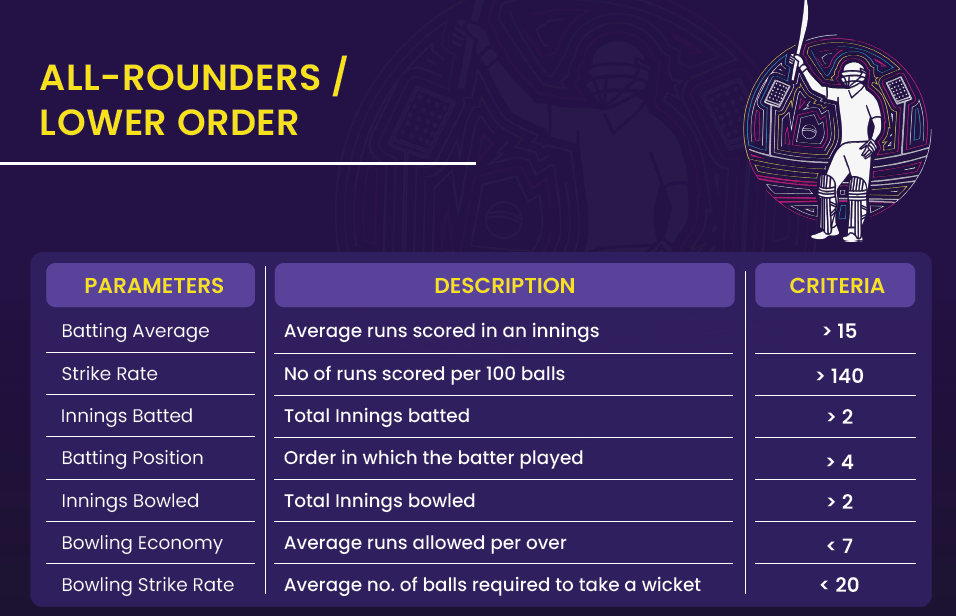 ALL-ROUNDERS /
LOWER ORDER
PARAMETERS DESCRIPTION CRITERIA
Batting Average Average runs scored in an innings > 15
Strike Rate No of runs scored per 100 balls > 140
Innings Batted Total Innings batted > 2
Batting Position Order in which the batter played > 4
Innings Bowled Total Innings bowled > 2
Bowling Economy Average runs allowed per over < 7
Bowling Strike Rate Average no. of balls required to take a wicket < 20